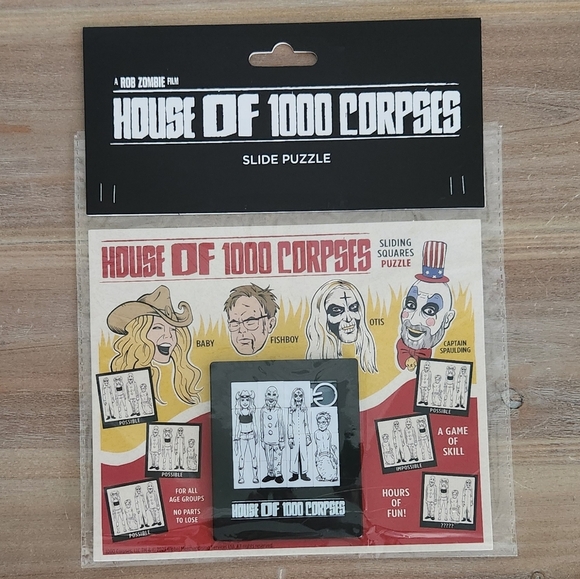 A ROB ZOMBIE FILM
HOUSE OF 1000 CORPSES
SLIDE PUZZLE
HOUSE OF 1000 CORPSES
SLIDING
SQUARES
PUZZLE
BABY
FISHBOY
OTIS
CAPTAIN
SPAULDING
POSSIBLE
POSSIBLE
POSSIBLE
A GAME
OF
SKILL
POSSIBLE
IMPOSSIBLE
FOR ALL
AGE GROUPS
NO PARTS
TO LOSE
POSSIBLE
HOURS
OF
FUN!
?????
HOUSE OF 1000 CORPSES